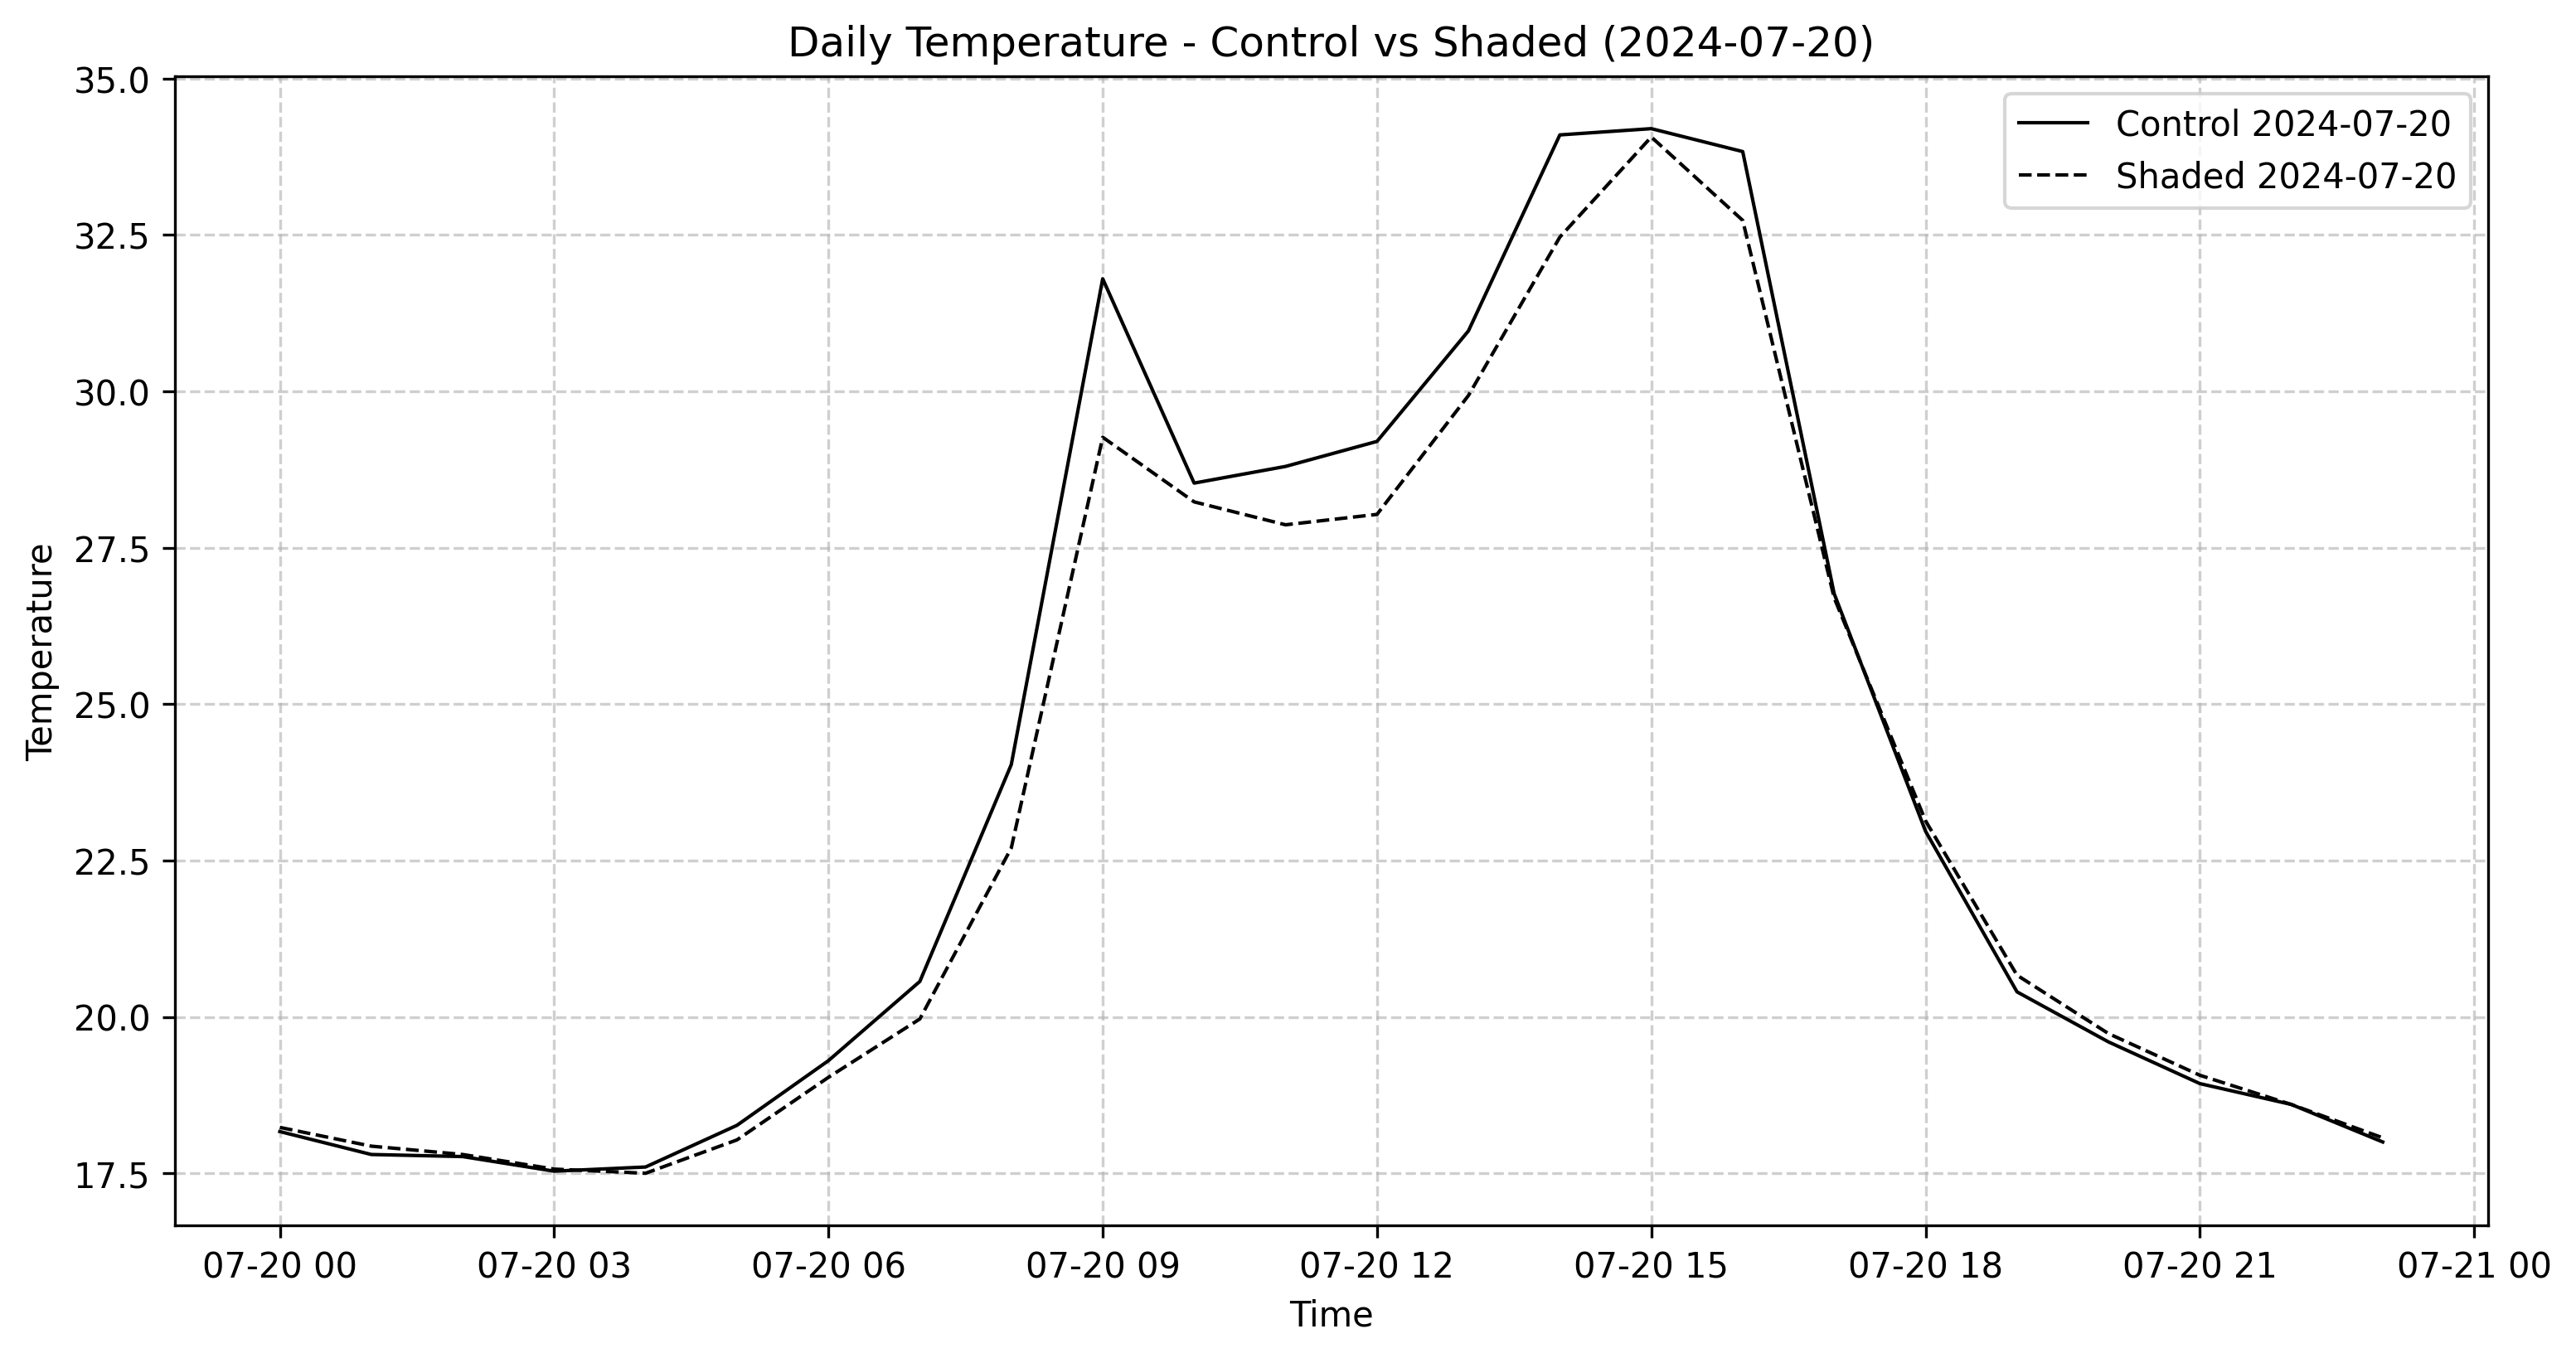 Daily Temperature - Control vs Shaded (2024-07-20)
Control 2024-07-20
Shaded 2024-07-20
35.0
32.5
30.0
27.5
25.0
22.5
20.0
17.5
Temperature
07-20 00 07-20 03 07-20 06 07-20 09 07-20 12 07-20 15 07-20 18 07-20 21 07-21 00
Time